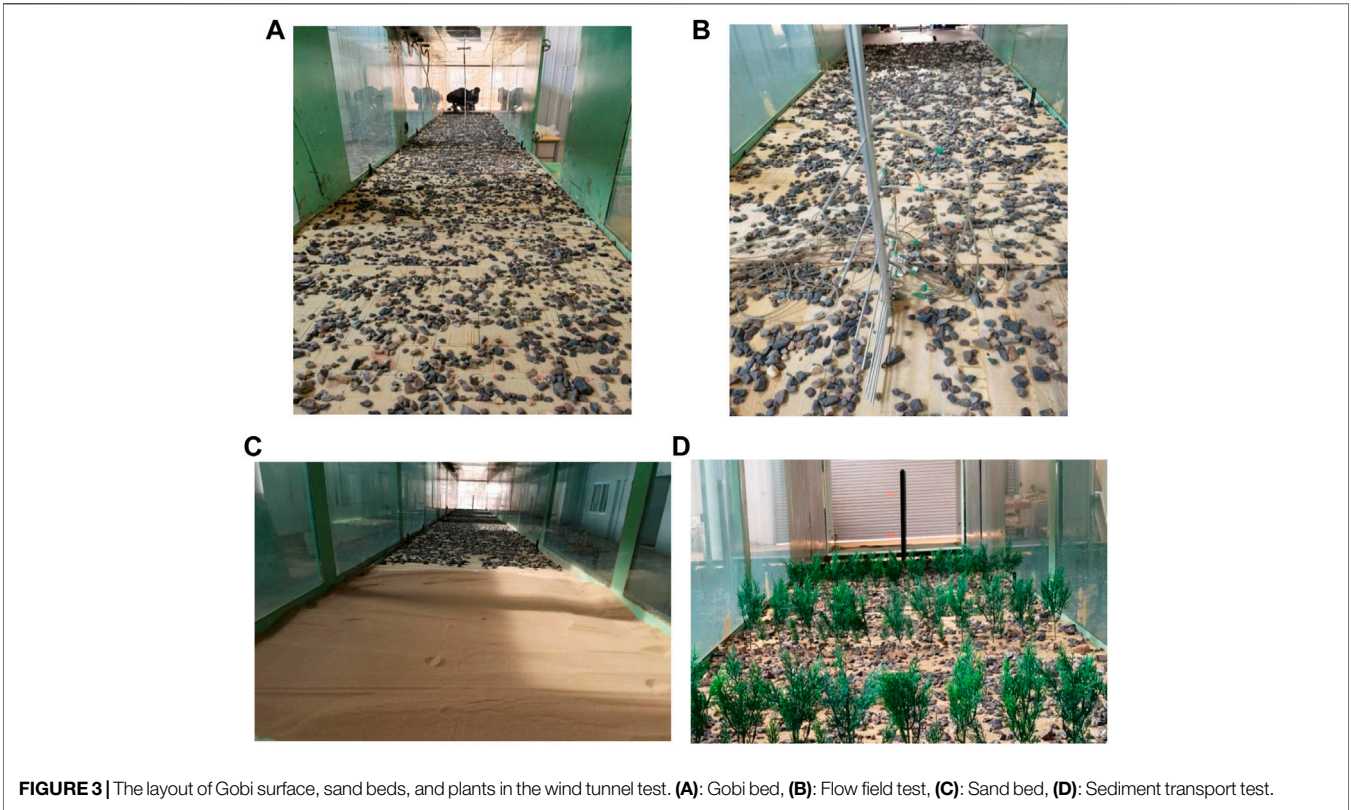 A
B
C
D
FIGURE 3 | The layout of Gobi surface, sand beds, and plants in the wind tunnel test. (A): Gobi bed, (B): Flow field test, (C): Sand bed, (D): Sediment transport test.